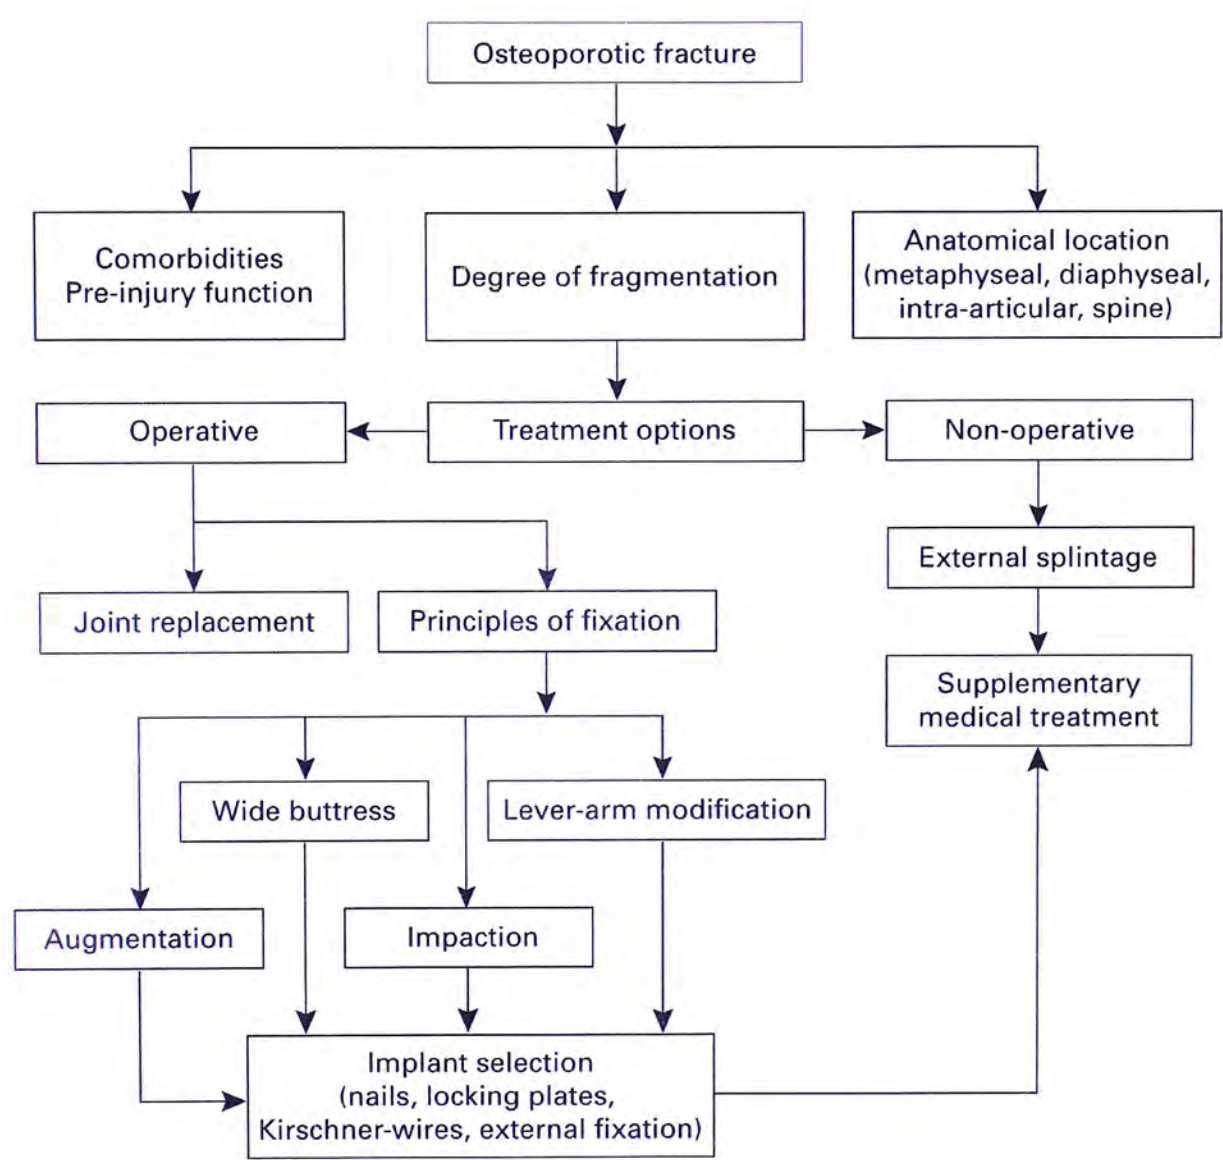 Osteoporotic fracture
Comorbidities
Pre-injury function
Degree of fragmentation
Anatomical location
(metaphyseal, diaphyseal,
intra-articular, spine)
Operative
Treatment options
Non-operative
External splintage
Joint replacement
Principles of fixation
Supplementary
medical treatment
Wide buttress
Lever-arm modification
Augmentation
Impaction
Implant selection
(nails, locking plates,
Kirschner-wires, external fixation)